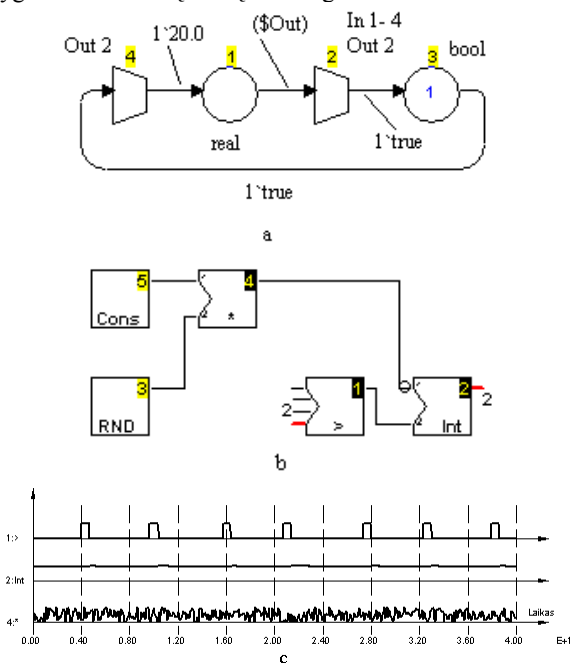 Out 2
4
1`20.0
1
($Out)
2
In 1- 4
Out 2
3
bool
1
real
1`true
1`true
a
5
Cons
4
*
3
RND
2
1
>
2
Int
2
b
1:>
2:Int
4:*
Laikas
0.00 0.40 0.80 1.20 1.60 2.00 2.40 2.80 3.20 3.60 4.00 E+1
c